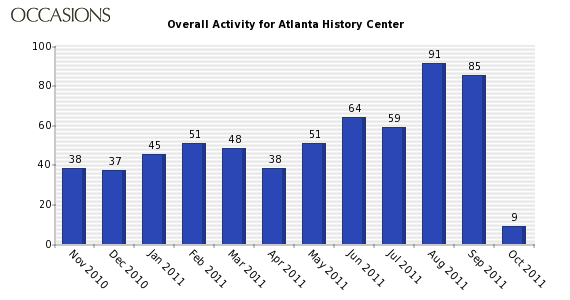 OCCASIONS
Overall Activity for Atlanta History Center
100
80
60
40
20
0
38
37
45
51
48
38
51
64
59
91
85
9
Nov 2010
Dec 2010
Jan 2011
Feb 2011
Mar 2011
Apr 2011
May 2011
Jun 2011
Jul 2011
Aug 2011
Sep 2011
Oct 2011